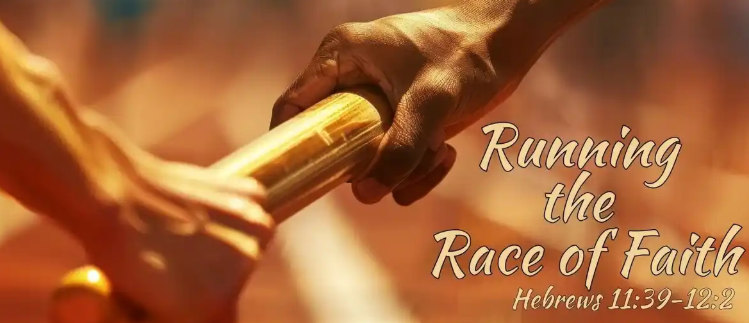 Running
the
Race of Faith
Hebrews 11:39-12:2